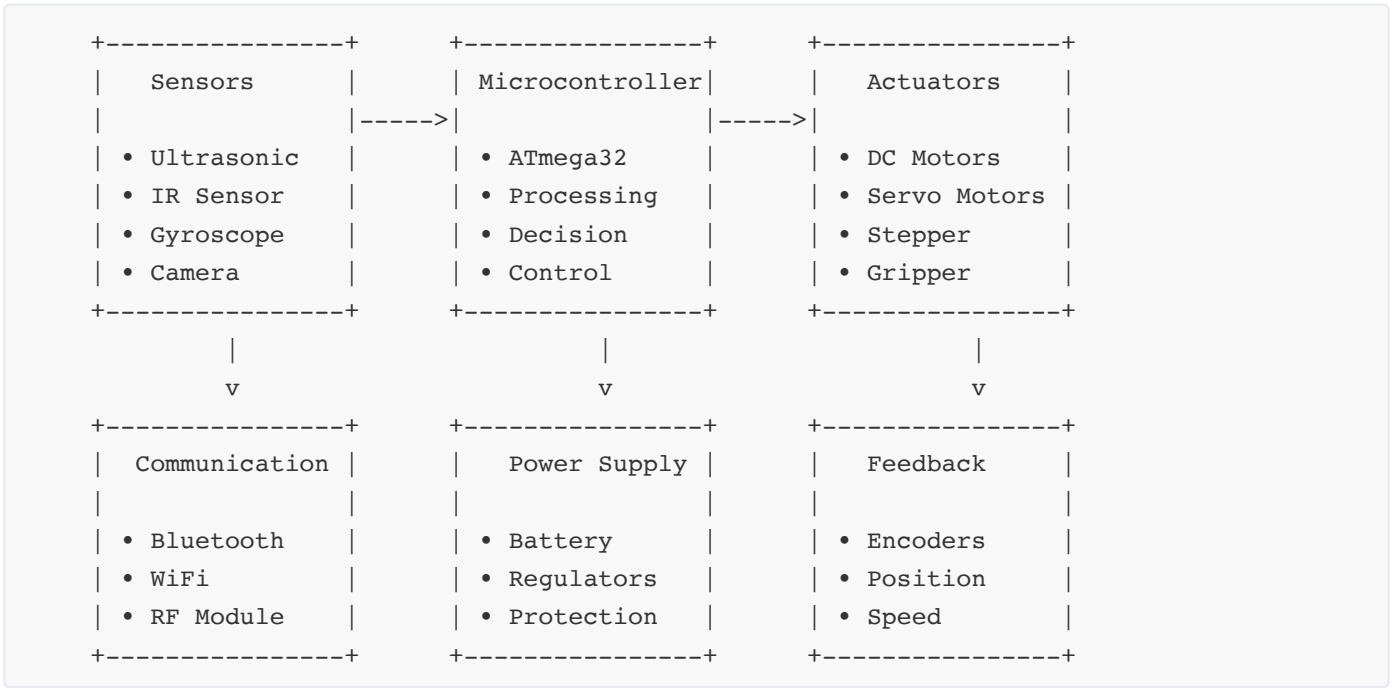 +----------------+      +----------------+      +----------------+
|   Sensors      |      | Microcontroller|      |   Actuators    |
|                |----->|                |----->|                |
| • Ultrasonic   |      | • ATmega32     |      | • DC Motors    |
| • IR Sensor    |      | • Processing   |      | • Servo Motors |
| • Gyroscope    |      | • Decision     |      | • Stepper      |
| • Camera       |      | • Control      |      | • Gripper      |
+----------------+      +----------------+      +----------------+
         |                        |                        |
         v                        v                        v
+----------------+      +----------------+      +----------------+
|  Communication |      |   Power Supply |      |   Feedback     |
|                |      |                |      |                |
| • Bluetooth    |      | • Battery      |      | • Encoders     |
| • WiFi         |      | • Regulators   |      | • Position     |
| • RF Module    |      | • Protection   |      | • Speed        |
+----------------+      +----------------+      +----------------+